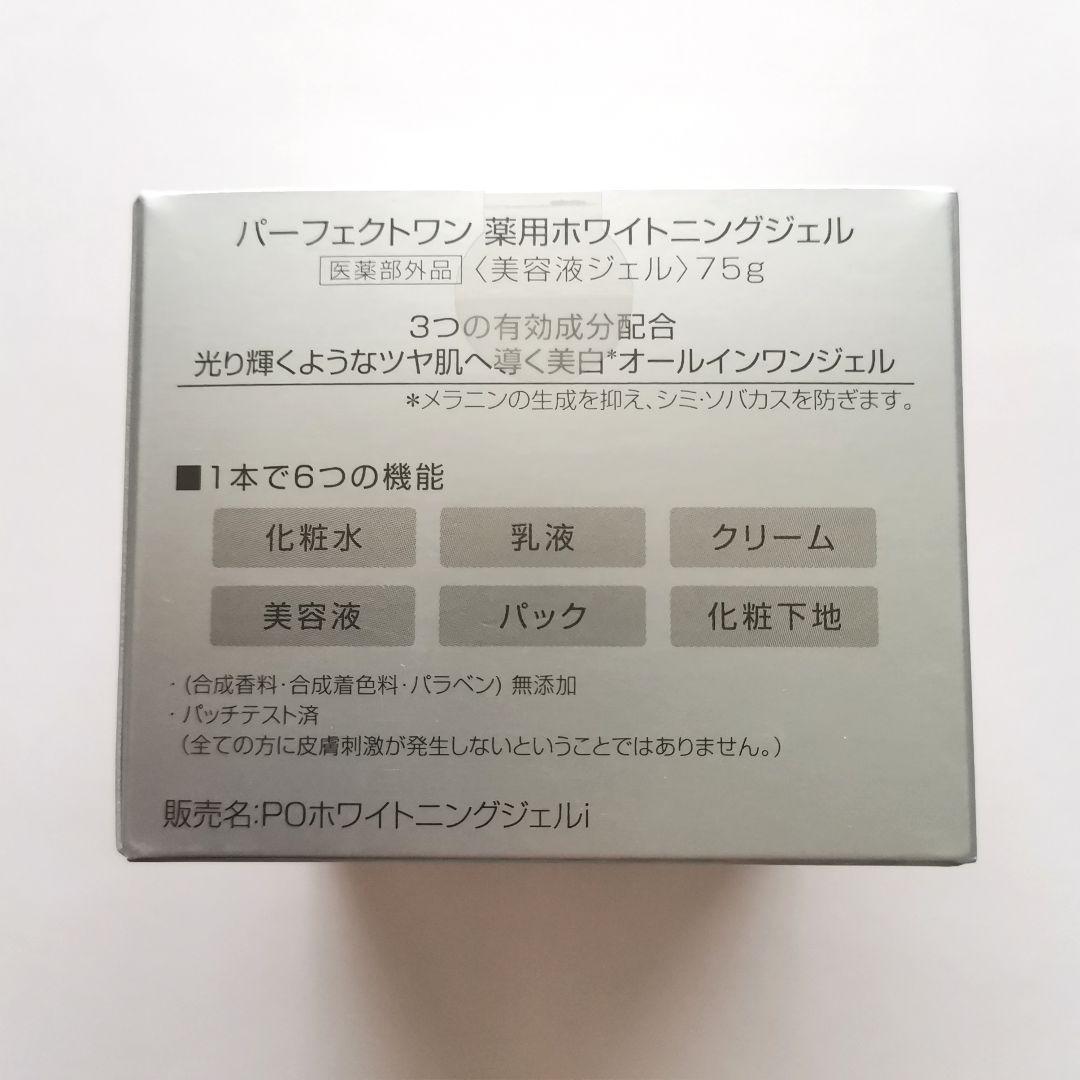 パーフェクトワン 薬用ホワイトニングジェル
医薬部外品 〈美容液ジェル〉75g
3つの有効成分配合
光り輝くようなツヤ肌へ導く美白*オールインワンジェル
*メラニンの生成を抑え、シミ・ソバカスを防ぎます。
■1本で6つの機能
化粧水 乳液 クリーム
美容液 パック 化粧下地
・(合成香料・合成着色料・パラベン) 無添加
・パッチテスト済
(全ての方に皮膚刺激が発生しないということではありません。)
販売名:POホワイトニングジェルi